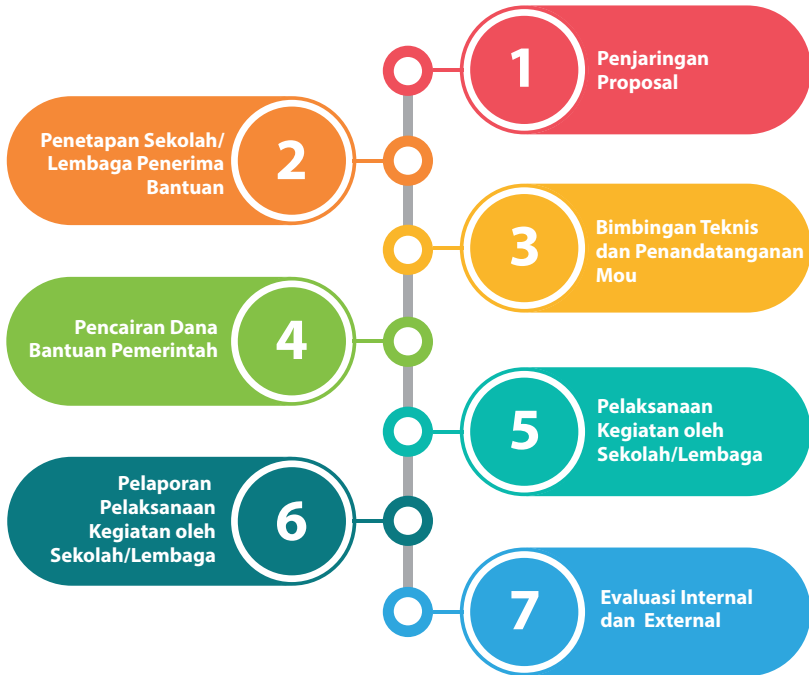 1
Penjaringan
Proposal
2
Penetapan Sekolah/
Lembaga Penerima
Bantuan
3
Bimbingan Teknis
dan Penandatanganan
Mou
4
Pencairan Dana
Bantuan Pemerintah
5
Pelaksanaan
Kegiatan oleh
Sekolah/Lembaga
6
Pelaporan
Pelaksanaan
Kegiatan oleh
Sekolah/Lembaga
7
Evaluasi Internal
dan External